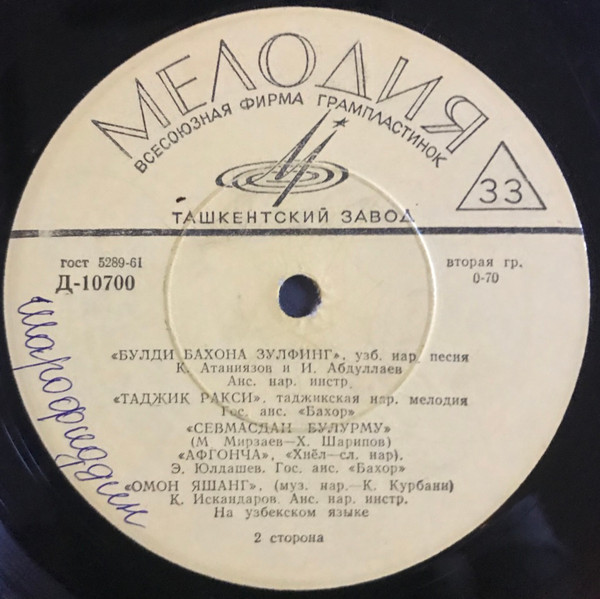 МЕЛОДИЯ
ВСЕСОЮЗНАЯ ФИРМА ГРАМПЛАСТИНОК
33
ТАШКЕНТСКИЙ ЗАВОД
гост 5289-61
Д-10700
вторая гр.
0-70
«БУЛДИ БАХОНА ЗУЛФИНГ», узб. нар. песня
К. Атаниязов и И. Абдуллаев
Анс. нар. инстр.
«ТАДЖИК РАКСИ», таджикская нар. мелодия
Гос. анс. «Бахор»
«СЕВМАСДАН БУЛУРМУ»
(М. Мирзаев—Х. Шарипов)
«АФГОНЧА», «Хиёл—сл. нар).
Э. Юлдашев. Гос. анс. «Бахор»
«ОМОН ЯШАНГ», (муз. нар.—К. Курбани)
К. Искандаров. Анс. нар. инстр.
На узбекском языке
2 сторона
Шарофиддин